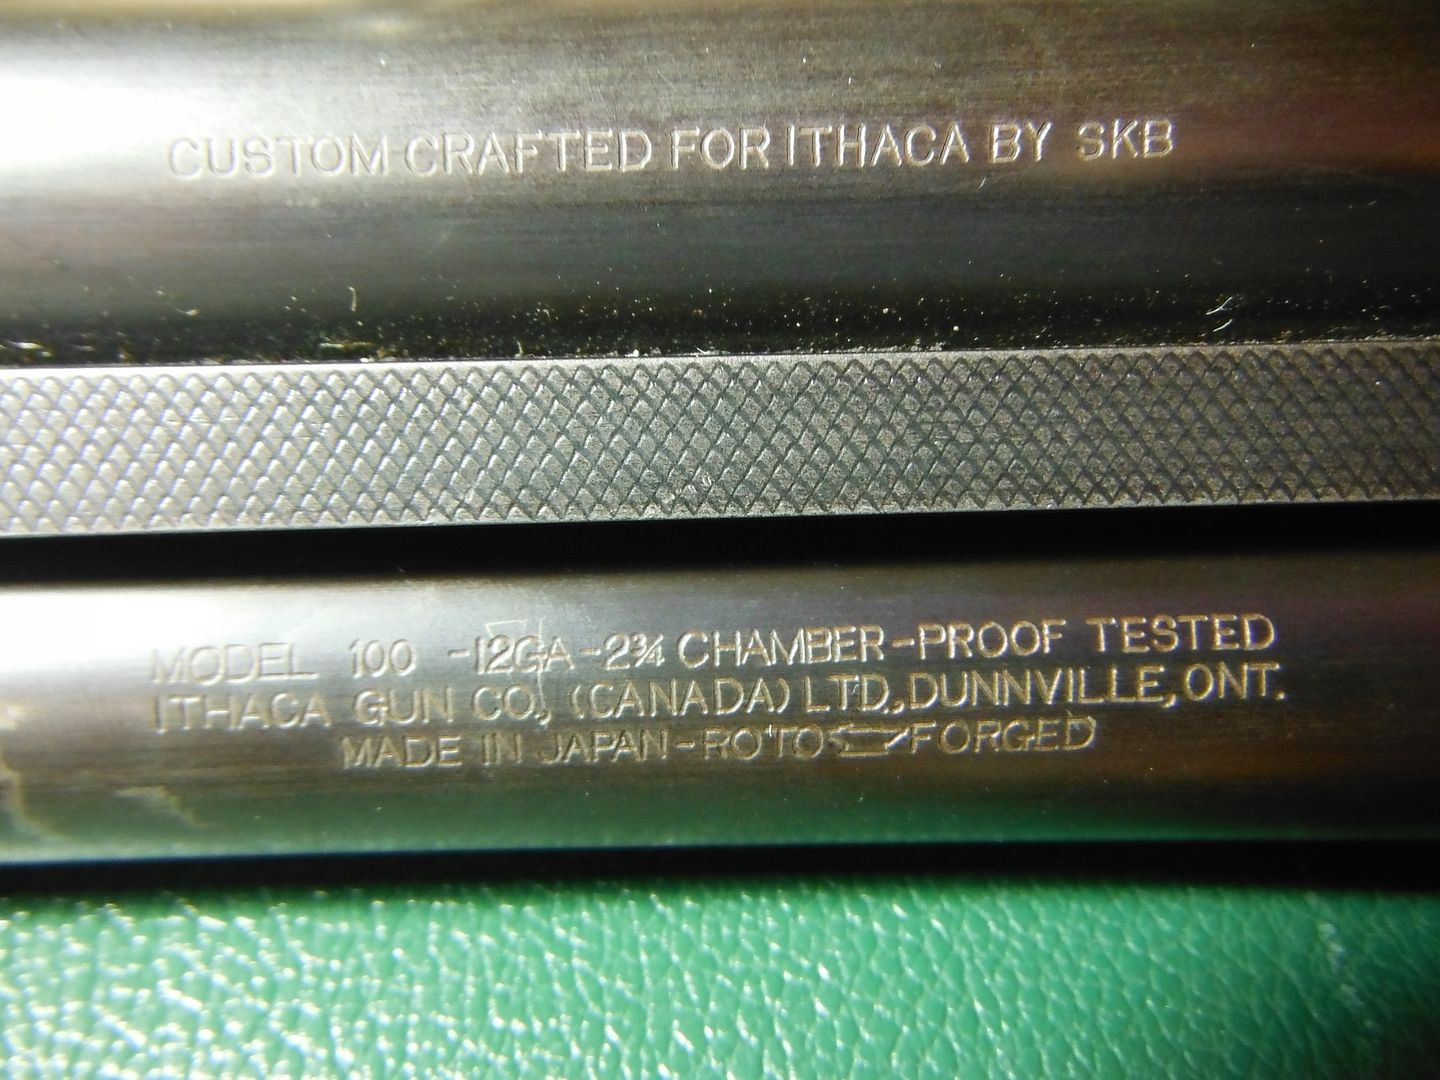 CUSTOM CRAFTED FOR ITHACA BY SKB
MODEL 100 -12GA-2¾ CHAMBER-PROOF TESTED
ITHACA GUN CO., (CANADA) LTD., DUNNVILLE, ONT.
MADE IN JAPAN-ROTO FORGED